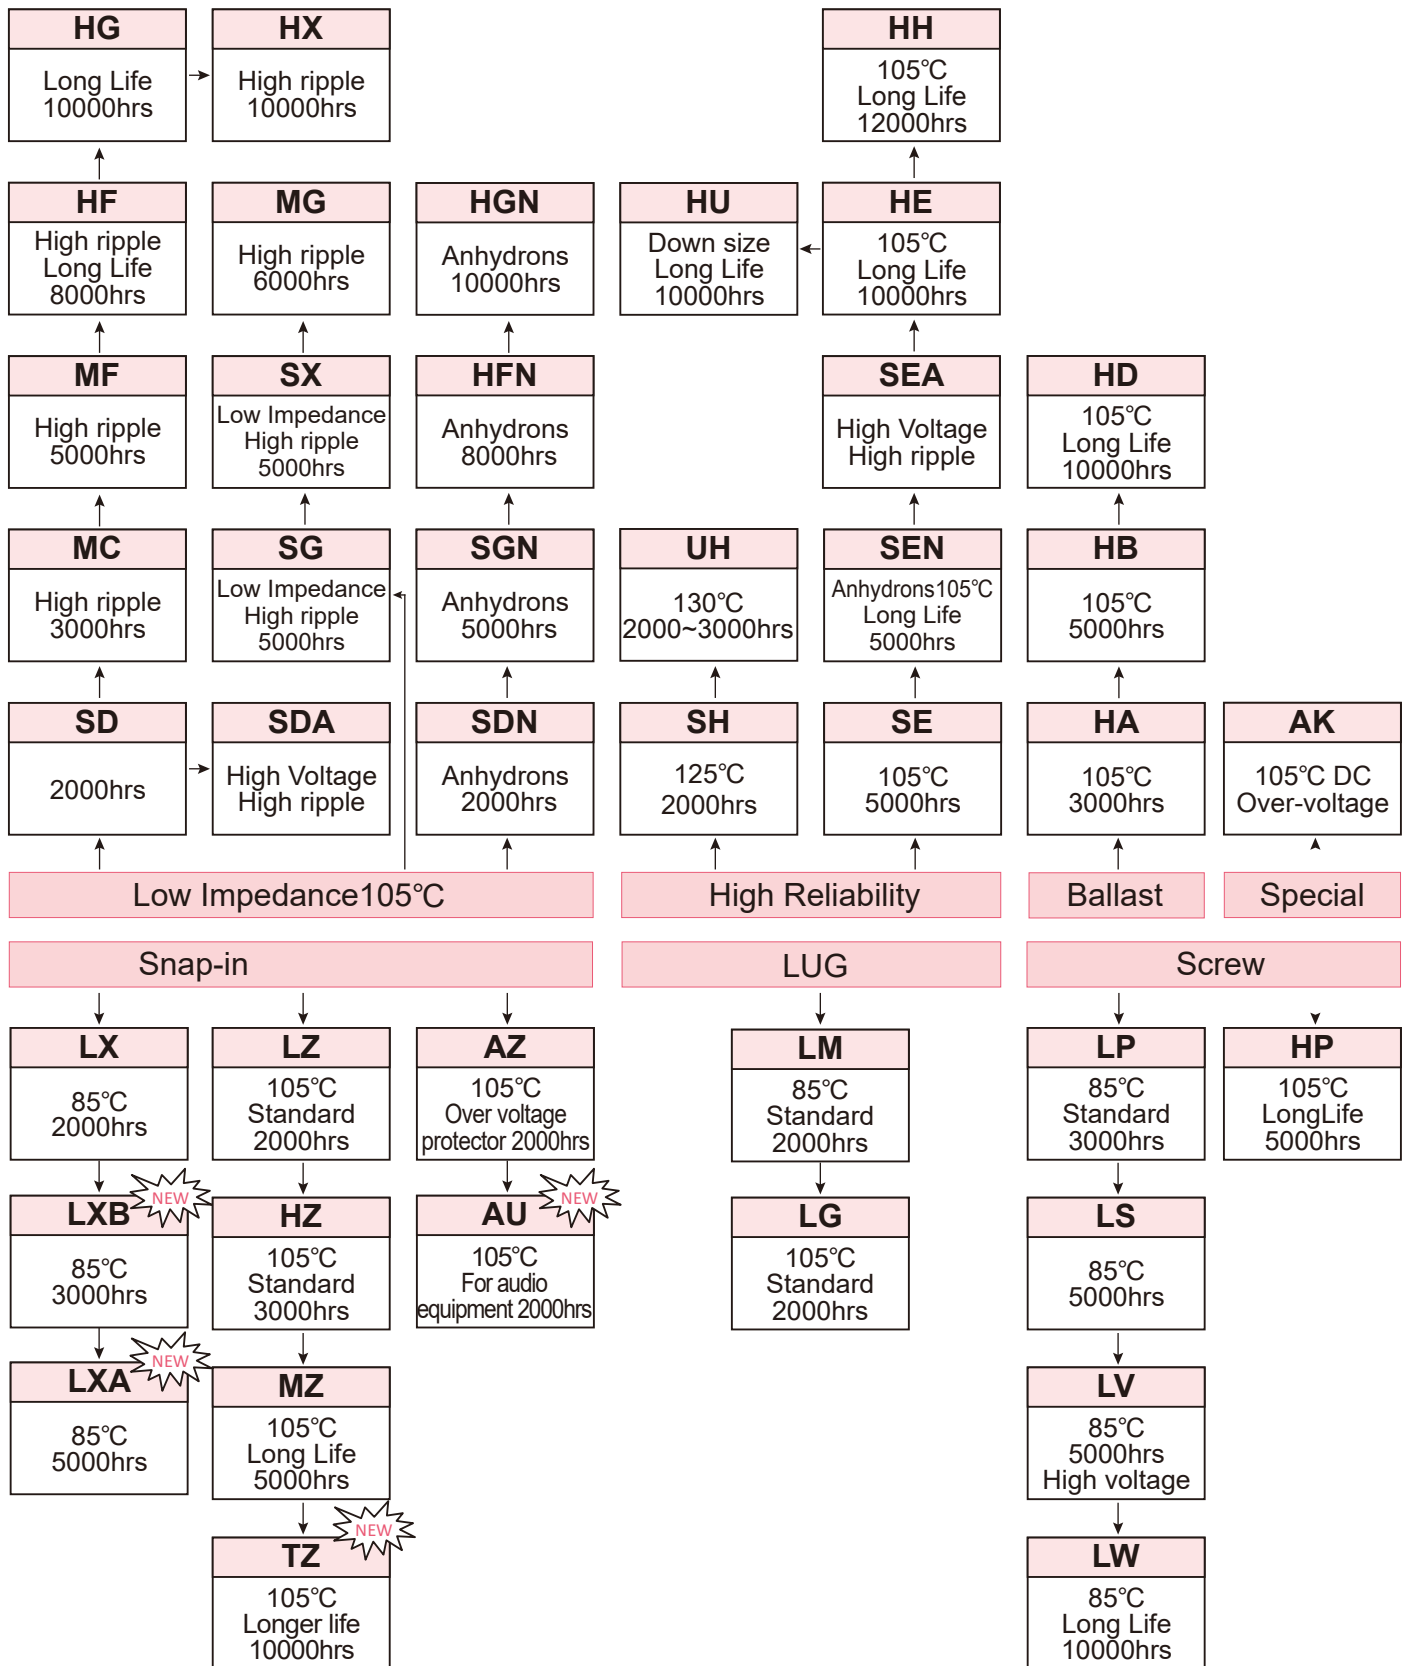 HG
Long Life
10000hrs
HX
High ripple
10000hrs
HH
105℃
Long Life
12000hrs
HF
High ripple
Long Life
8000hrs
MG
High ripple
6000hrs
HGN
Anhydrons
10000hrs
HU
Down size
Long Life
10000hrs
HE
105℃
Long Life
10000hrs
MF
High ripple
5000hrs
SX
Low Impedance
High ripple
5000hrs
HFN
Anhydrons
8000hrs
SEA
High Voltage
High ripple
HD
105℃
Long Life
10000hrs
MC
High ripple
3000hrs
SG
Low Impedance
High ripple
5000hrs
SGN
Anhydrons
5000hrs
UH
130℃
2000~3000hrs
SEN
Anhydrons105℃
Long Life
5000hrs
HB
105℃
5000hrs
SD
2000hrs
SDA
High Voltage
High ripple
SDN
Anhydrons
2000hrs
SH
125℃
2000hrs
SE
105℃
5000hrs
HA
105℃
3000hrs
AK
105℃ DC
Over-voltage
Low Impedance105℃
High Reliability
Ballast
Special
Snap-in
LUG
Screw
LX
85℃
2000hrs
LZ
105℃
Standard
2000hrs
AZ
105℃
Over voltage
protector 2000hrs
LM
85℃
Standard
2000hrs
LP
85℃
Standard
3000hrs
HP
105℃
LongLife
5000hrs
NEW
LXB
85℃
3000hrs
HZ
105℃
Standard
3000hrs
NEW
AU
105℃
For audio
equipment 2000hrs
LG
105℃
Standard
2000hrs
LS
85℃
5000hrs
NEW
LXA
85℃
5000hrs
MZ
105℃
Long Life
5000hrs
LV
85℃
5000hrs
High voltage
NEW
TZ
105℃
Longer life
10000hrs
LW
85℃
Long Life
10000hrs